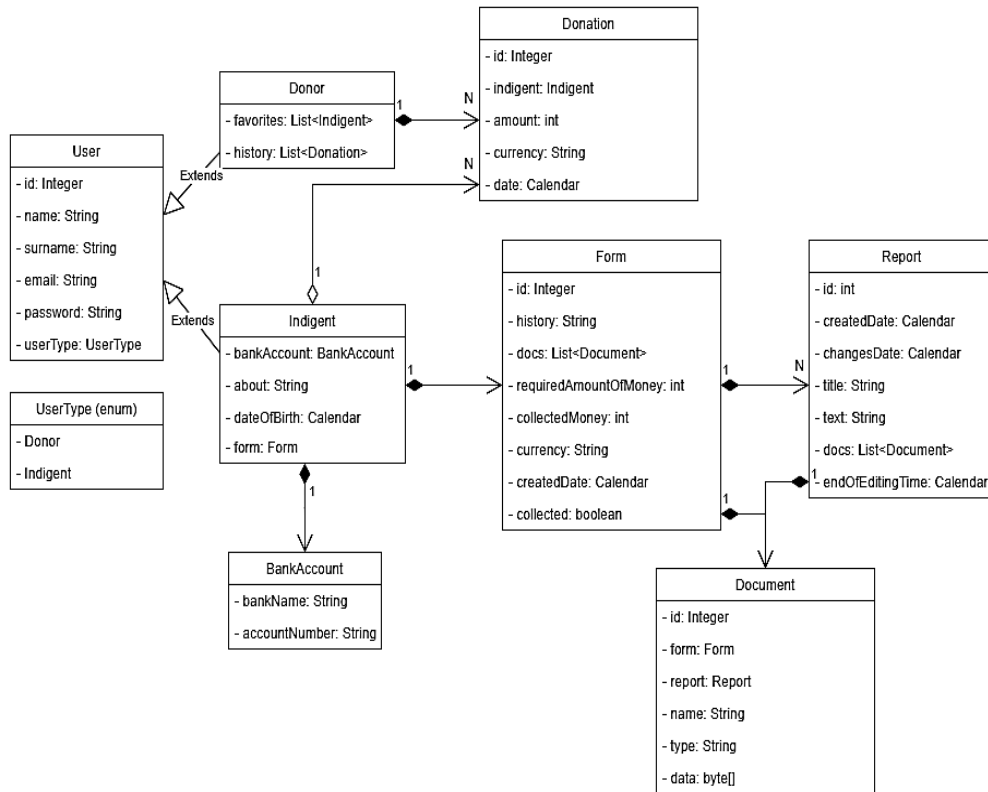 Donation
- id: Integer
- indigent: Indigent
- amount: int
- currency: String
- date: Calendar
Donor
- favorites: List<Indigent>
- history: List<Donation>
1
N
N
User
- id: Integer
- name: String
- surname: String
- email: String
- password: String
- userType: UserType
Extends
Extends
1
Indigent
- bankAccount: BankAccount
- about: String
- dateOfBirth: Calendar
- form: Form
1
1
UserType (enum)
- Donor
- Indigent
Form
- id: Integer
- history: String
- docs: List<Document>
- requiredAmountOfMoney: int
- collectedMoney: int
- currency: String
- createdDate: Calendar
- collected: boolean
1
N
1
Report
- id: int
- createdDate: Calendar
- changesDate: Calendar
- title: String
- text: String
- docs: List<Document>
- endOfEditingTime: Calendar
1
BankAccount
- bankName: String
- accountNumber: String
Document
- id: Integer
- form: Form
- report: Report
- name: String
- type: String
- data: byte[]